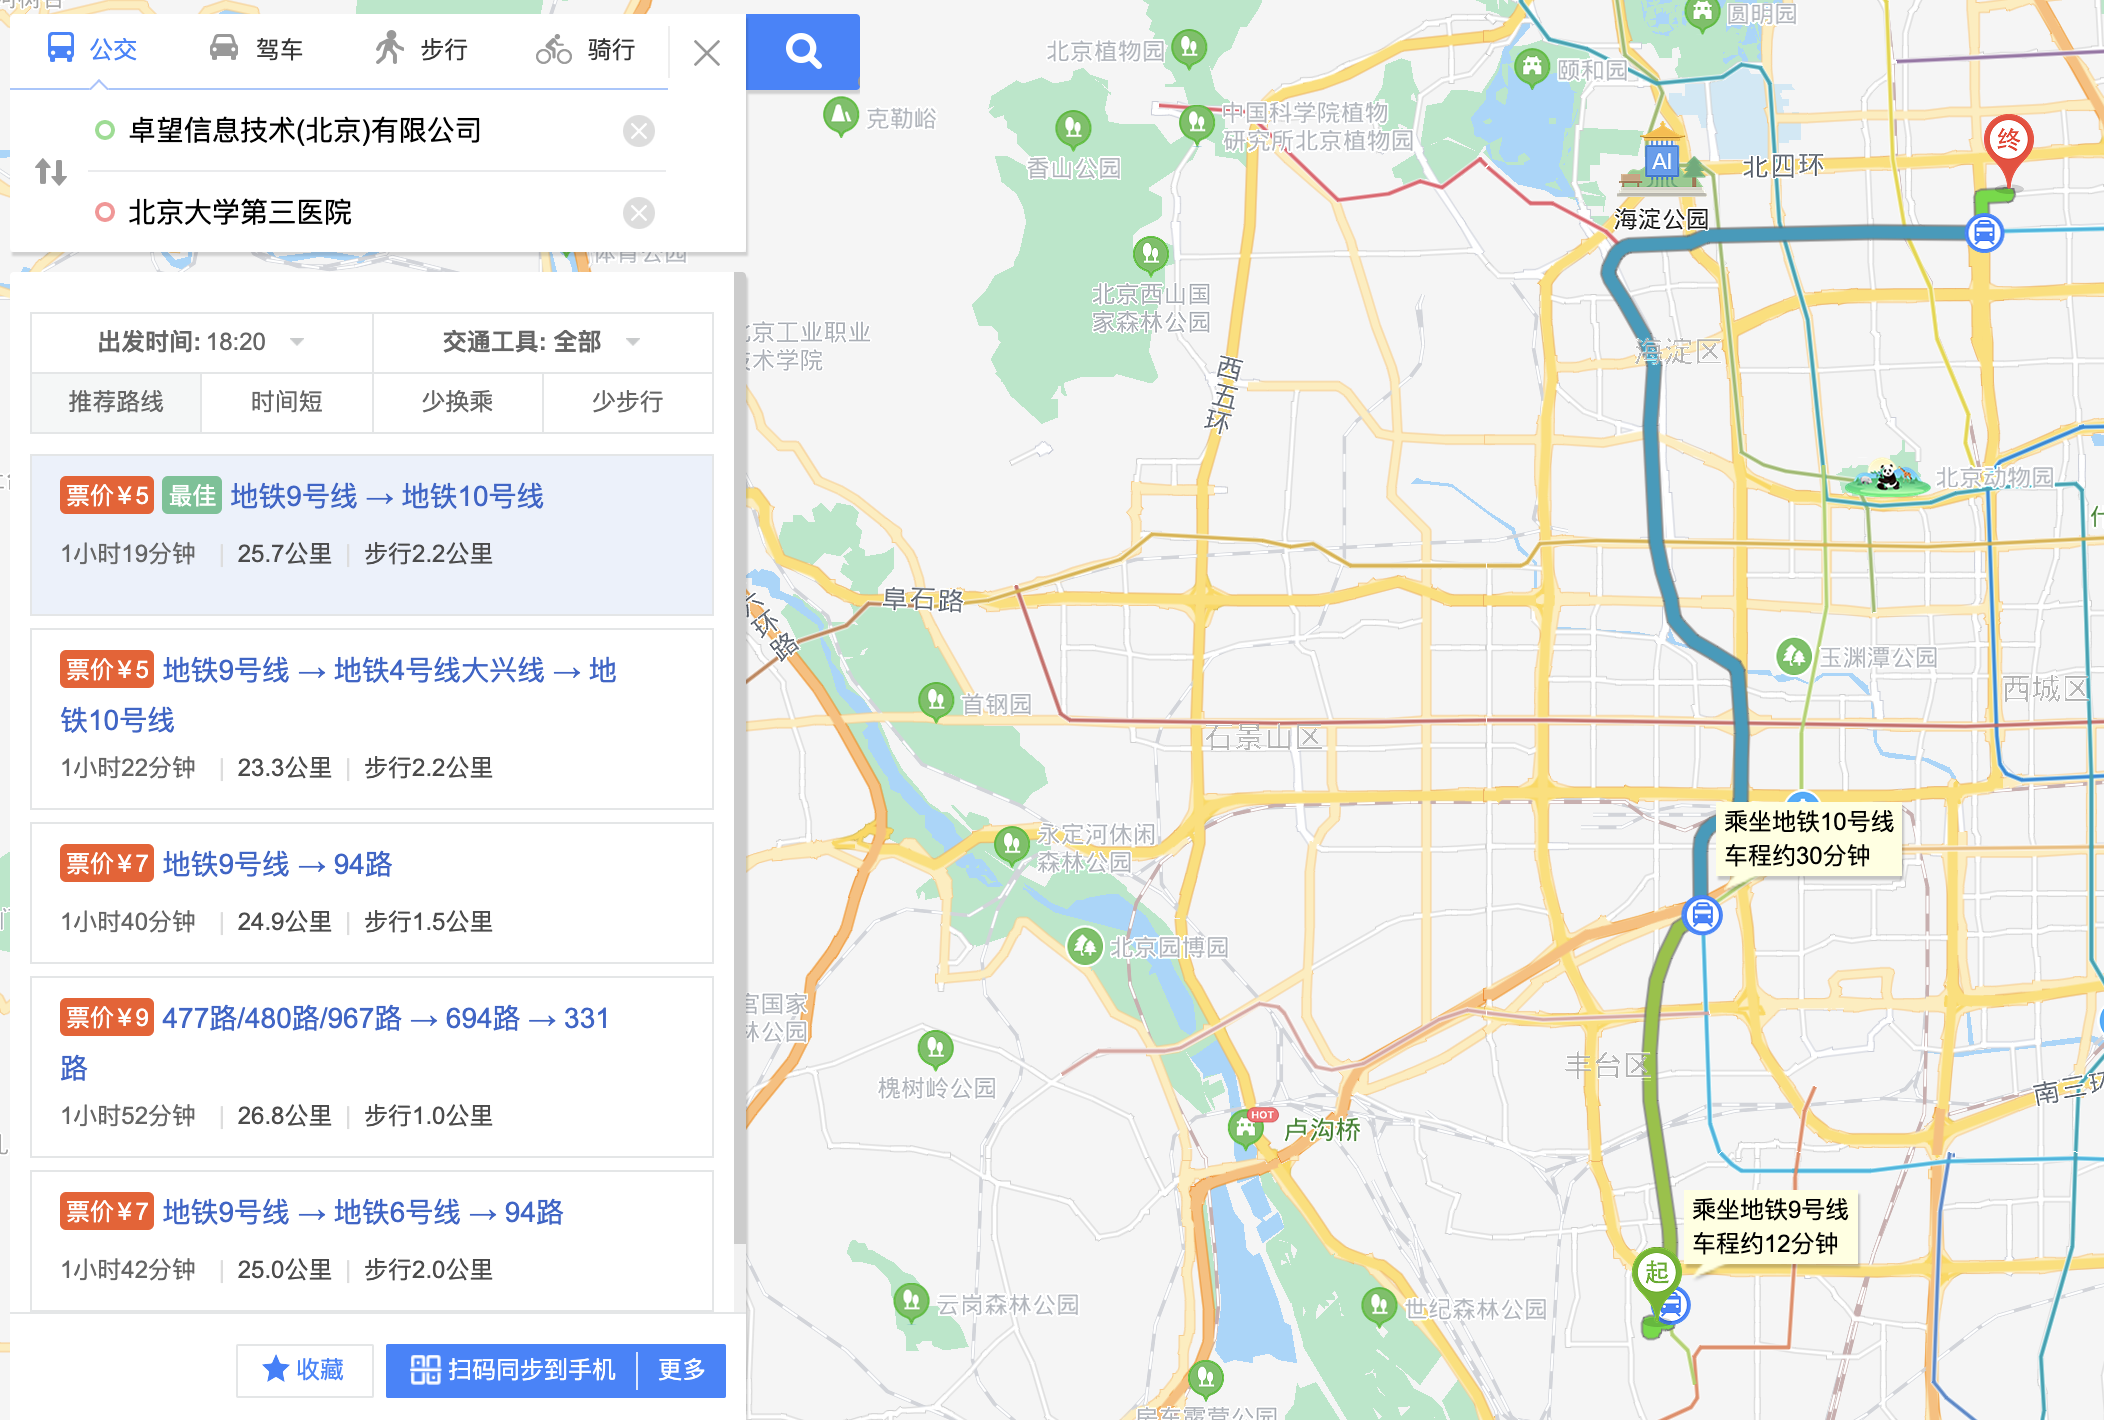 公交
驾车
步行
骑行
卓望信息技术(北京)有限公司
北京大学第三医院
出发时间: 18:20
交通工具: 全部
推荐路线
时间短
少换乘
少步行
票价¥5 最佳 地铁9号线 → 地铁10号线
1小时19分钟 | 25.7公里 | 步行2.2公里
票价¥5 地铁9号线 → 地铁4号线大兴线 → 地
铁10号线
1小时22分钟 | 23.3公里 | 步行2.2公里
票价¥7 地铁9号线 → 94路
1小时40分钟 | 24.9公里 | 步行1.5公里
票价¥9 477路/480路/967路 → 694路 → 331
路
1小时52分钟 | 26.8公里 | 步行1.0公里
票价¥7 地铁9号线 → 地铁6号线 → 94路
1小时42分钟 | 25.0公里 | 步行2.0公里
收藏
扫码同步到手机
更多
圆明园
北京植物园
颐和园
克勒峪
中国科学院植物
研究所北京植物园
香山公园
终
AI
北四环
海淀公园
体育公园
北京西山国
家森林公园
京工业职业
术学院
海淀区
西五环
北京动物园
阜石路
六环路
玉渊潭公园
西城区
首钢园
石景山区
永定河休闲
森林公园
乘坐地铁10号线
车程约30分钟
北京园博园
官国家
林公园
槐树岭公园
丰台区
南三环
HOT
卢沟桥
乘坐地铁9号线
车程约12分钟
起
云岗森林公园
世纪森林公园